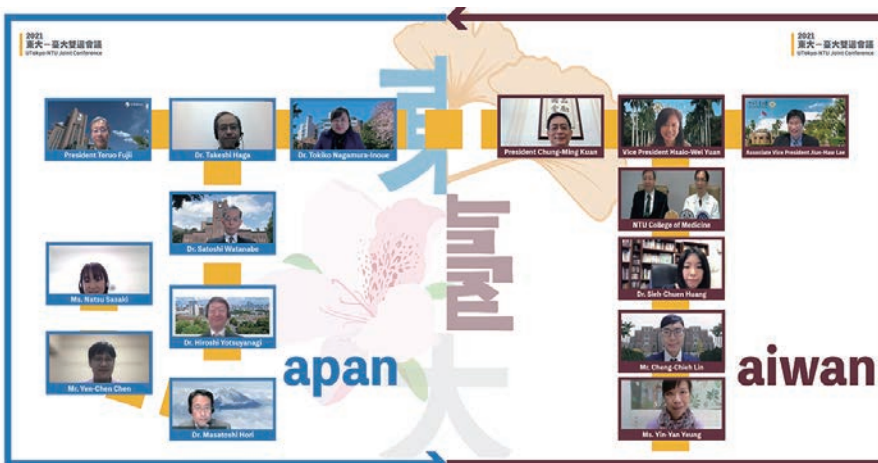 2021
東大－臺大雙邊會議
UTokyo-NTU Joint Conference
2021
東大－臺大雙邊會議
UTokyo-NTU Joint Conference
President Teruo Fujii
Dr. Takeshi Haga
Dr. Tokiko Nagamura-Inoue
President Chung-Ming Kuan
Vice President Hsaio-Wei Yuan
Associate Vice President Jiun-Haw Lee
東
臺
大
Dr. Satoshi Watanabe
Ms. Natsu Sasaki
Dr. Hiroshi Yotsuyanagi
Mr. Yen-Chen Chen
Dr. Masatoshi Hori
apan
NTU College of Medicine
Dr. Sieh-Chuen Huang
Mr. Chang-Chieh Lin
Ms. Yin-Yan Yeung
aiwan